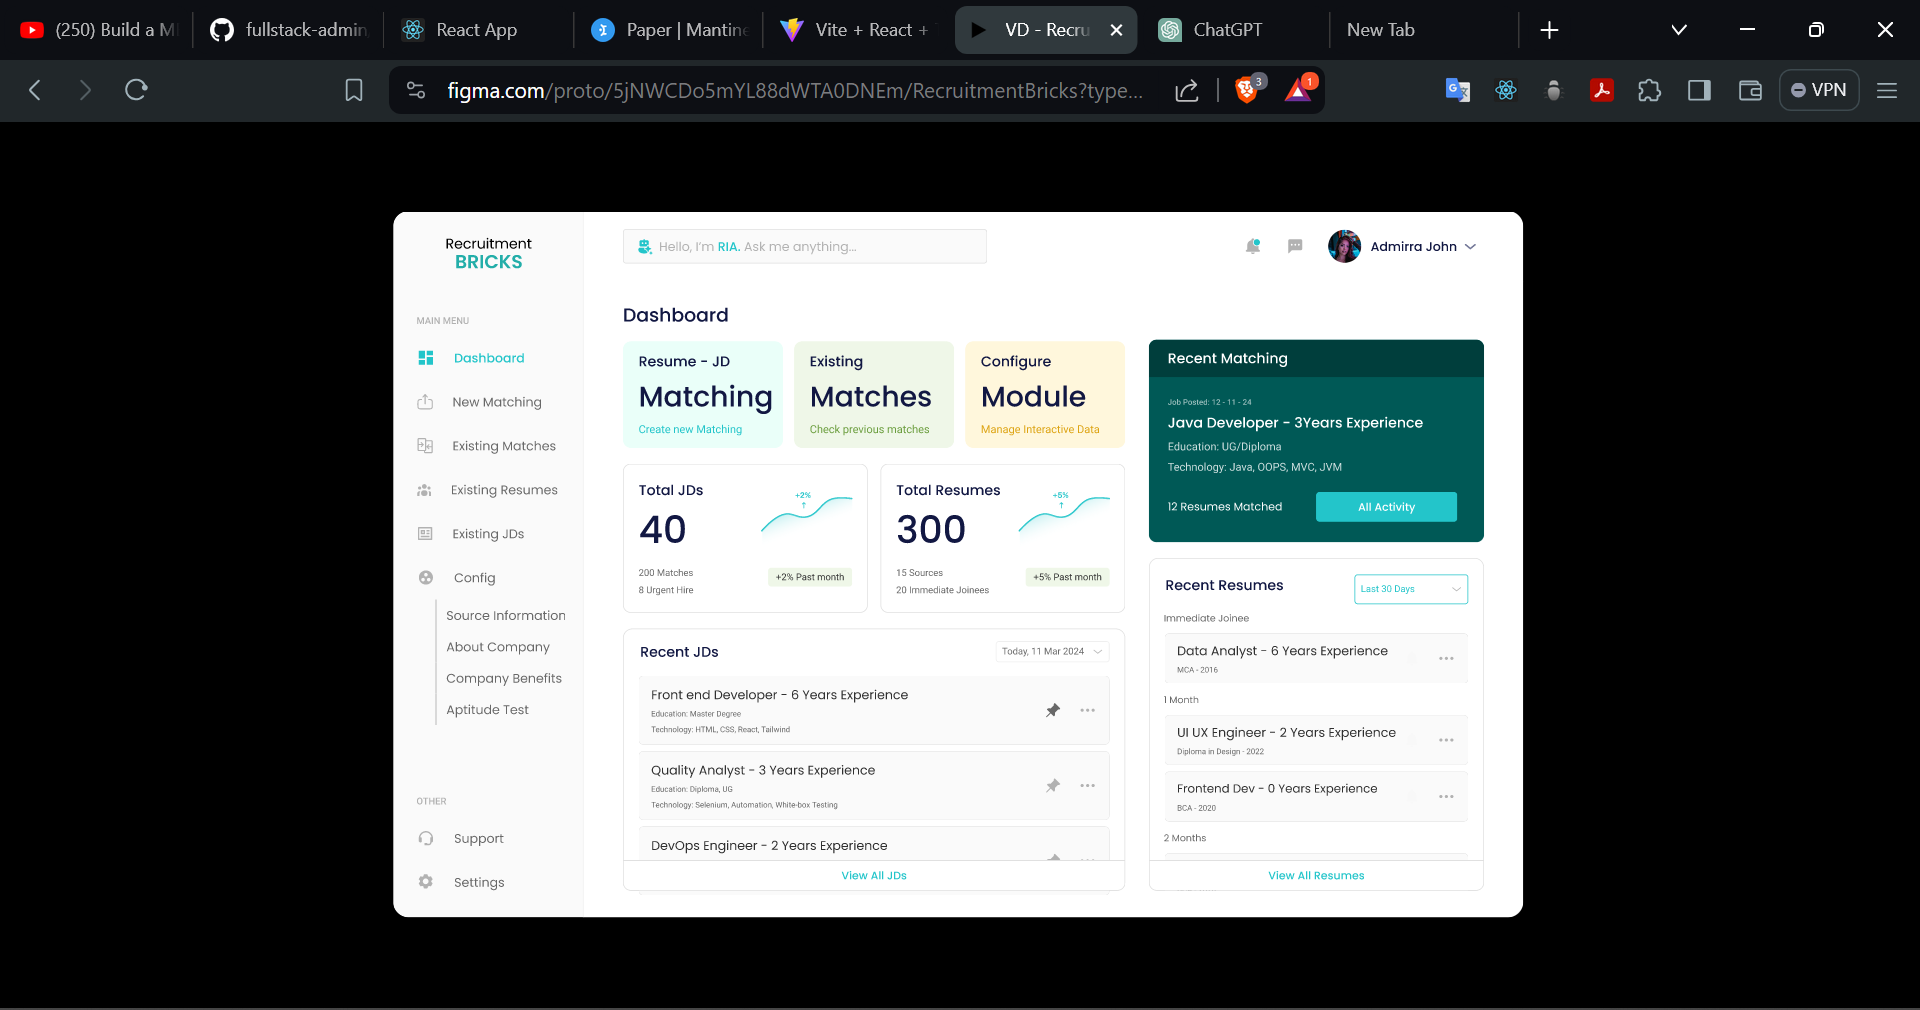 (250) Build a M
fullstack-admin
React App
Paper | Mantine
Vite + React +
VD - Recru
ChatGPT
New Tab
figma.com/proto/5jNWCDo5mYL88dWTA0DNEm/RecruitmentBricks?type...
3
1
VPN
Recruitment
BRICKS
Hello, I'm RIA. Ask me anything...
Admirra John
MAIN MENU
Dashboard
New Matching
Existing Matches
Existing Resumes
Existing JDs
Config
Source Information
About Company
Company Benefits
Aptitude Test
OTHER
Support
Settings
Dashboard
Resume - JD
Matching
Create new Matching
Existing
Matches
Check previous matches
Configure
Module
Manage Interactive Data
Total JDs
40
+2%
200 Matches
8 Urgent Hire
+2% Past month
Total Resumes
300
+5%
15 Sources
20 Immediate Joinees
+5% Past month
Recent JDs
Today, 11 Mar 2024
Front end Developer - 6 Years Experience
Education: Master Degree
Technology: HTML, CSS, React, Tailwind
Quality Analyst - 3 Years Experience
Education: Diploma, UG
Technology: Selenium, Automation, White-box Testing
DevOps Engineer - 2 Years Experience
View All JDs
Recent Matching
Job Posted: 12 - 11 - 24
Java Developer - 3Years Experience
Education: UG/Diploma
Technology: Java, OOPS, MVC, JVM
12 Resumes Matched
All Activity
Recent Resumes
Last 30 Days
Immediate Joinee
Data Analyst - 6 Years Experience
MCA - 2016
1 Month
UI UX Engineer - 2 Years Experience
Diploma in Design - 2022
Frontend Dev - 0 Years Experience
BCA - 2020
2 Months
View All Resumes